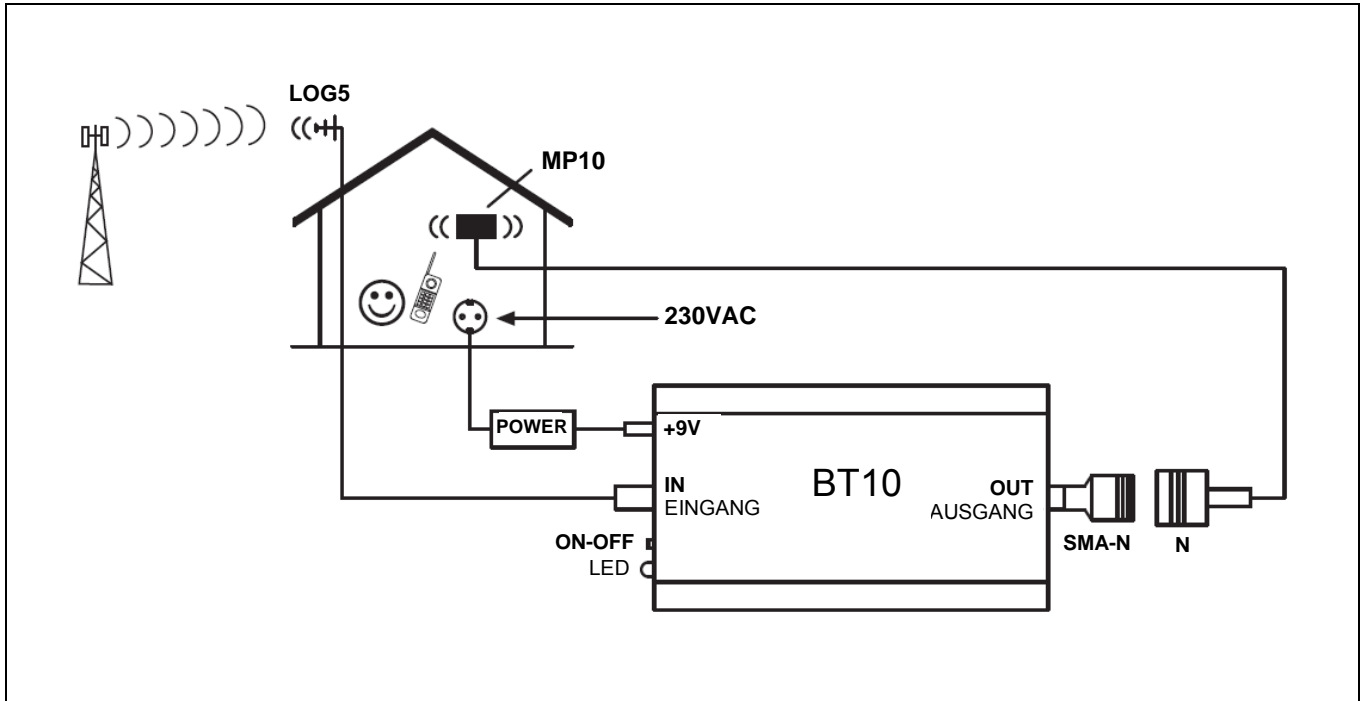 LOG5
MP10
230VAC
POWER
+9V
IN
EINGANG
BT10
OUT
AUSGANG
ON-OFF
LED
SMA-N
N